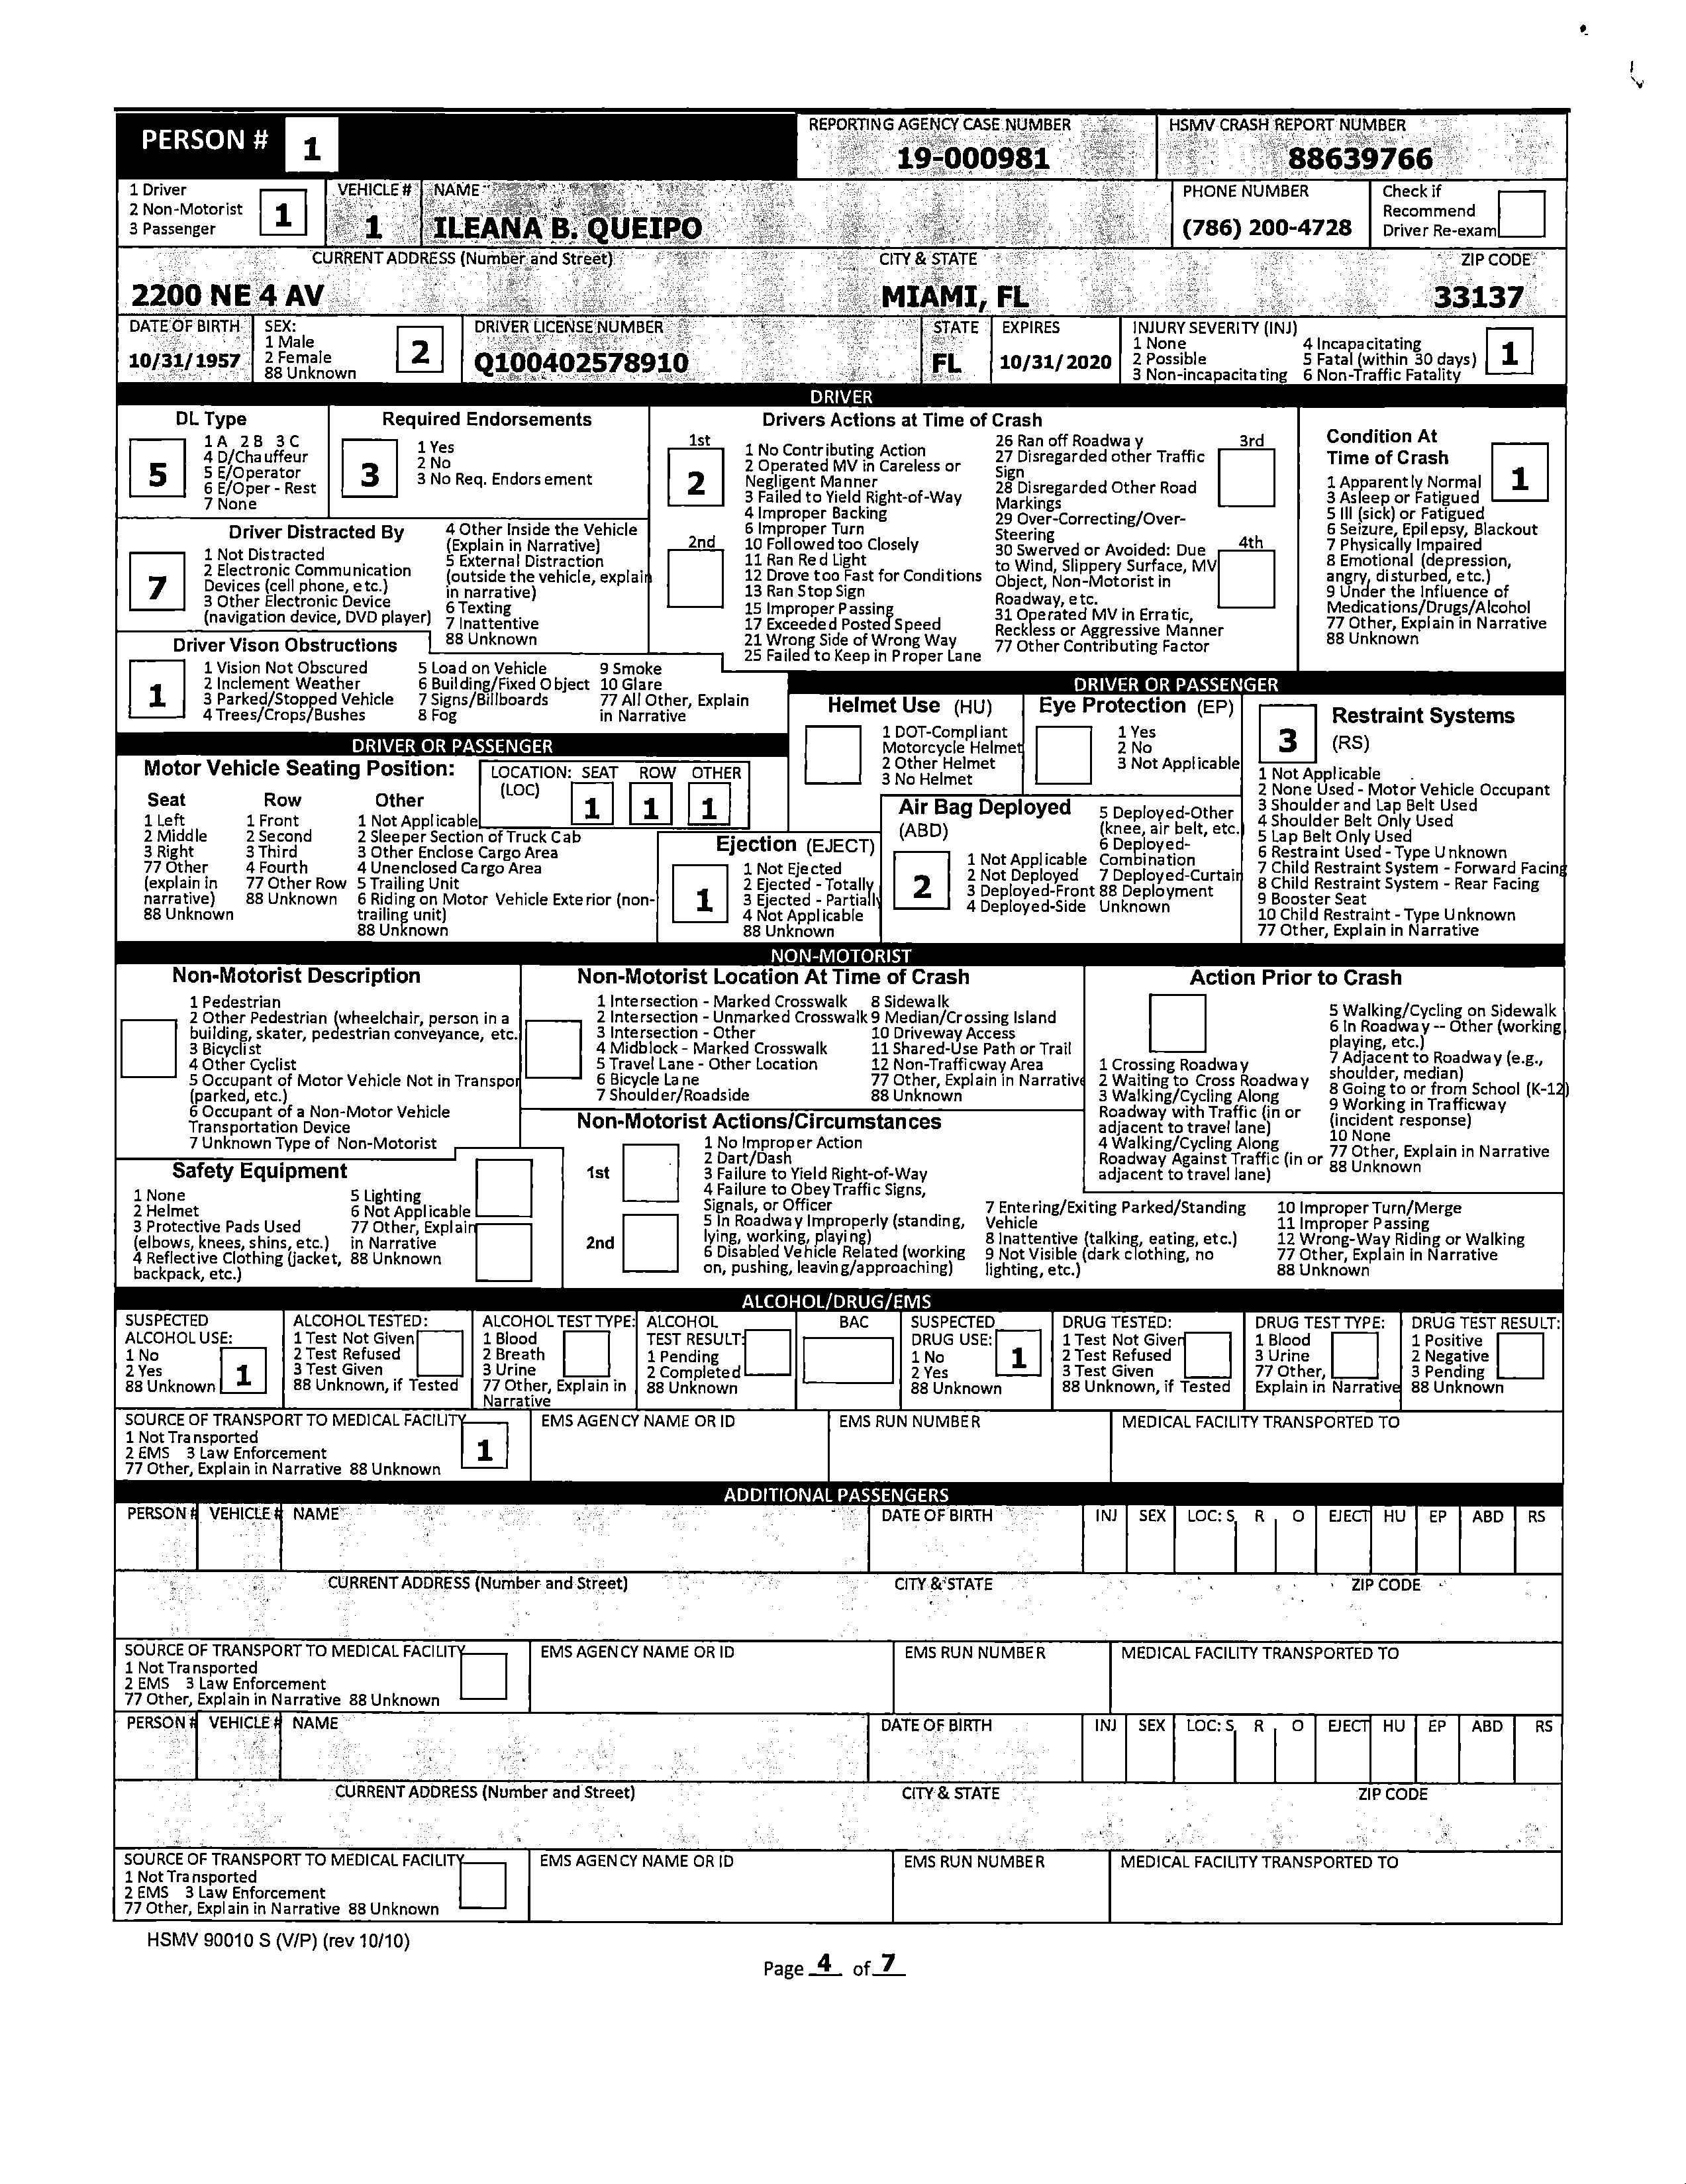 PERSON # 1
REPORTING AGENCY CASE NUMBER
19-000981
HSMV CRASH REPORT NUMBER
88639766
1 Driver
2 Non-Motorist
3 Passenger
1
VEHICLE #
1
NAME
ILEANA B. QUEIPO
PHONE NUMBER
(786) 200-4728
Check if
Recommend
Driver Re-exam
CURRENT ADDRESS (Number and Street)
CITY & STATE
ZIP CODE
2200 NE 4 AV
MIAMI, FL
33137
DATE OF BIRTH
10/31/1957
SEX:
1 Male
2 Female
88 Unknown
2
DRIVER LICENSE NUMBER
Q100402578910
STATE
FL
EXPIRES
10/31/2020
INJURY SEVERITY (INJ)
1 None
2 Possible
3 Non-incapacitating
4 Incapacitating
5 Fatal (within 30 days)
6 Non-Traffic Fatality
1
DRIVER
DL Type
5
1 A 2 B 3 C
4 D/Chauffeur
5 E/Operator
6 E/Oper - Rest
7 None
Required Endorsements
3
1 Yes
2 No
3 No Req. Endorsement
Driver Distracted By
7
1 Not Distracted
2 Electronic Communication
Devices (cell phone, etc.)
3 Other Electronic Device
(navigation device, DVD player)
4 Other Inside the Vehicle
(Explain in Narrative)
5 External Distraction
(outside the vehicle, explain
in narrative)
6 Texting
7 Inattentive
88 Unknown
Driver Vison Obstructions
1
1 Vision Not Obscured
2 Inclement Weather
3 Parked/Stopped Vehicle
4 Trees/Crops/Bushes
5 Load on Vehicle
6 Building/Fixed Object
7 Signs/Billboards
8 Fog
9 Smoke
10 Glare
77 All Other, Explain
in Narrative
Drivers Actions at Time of Crash
1st
2
2nd
1 No Contributing Action
2 Operated MV in Careless or
Negligent Manner
3 Failed to Yield Right-of-Way
4 Improper Backing
6 Improper Turn
10 Followed too Closely
11 Ran Red Light
12 Drove too Fast for Conditions
13 Ran Stop Sign
15 Improper Passing
17 Exceeded Posted Speed
21 Wrong Side of Wrong Way
25 Failed to Keep in Proper Lane
26 Ran off Roadway
27 Disregarded other Traffic
Sign
28 Disregarded Other Road
Markings
29 Over-Correcting/Over-
Steering
30 Swerved or Avoided: Due
to Wind, Slippery Surface, MV
Object, Non-Motorist in
Roadway, etc.
31 Operated MV in Erratic,
Reckless or Aggressive Manner
77 Other Contributing Factor
3rd
4th
Condition At
Time of Crash
1
1 Apparently Normal
3 Asleep or Fatigued
5 Ill (sick) or Fatigued
6 Seizure, Epilepsy, Blackout
7 Physically Impaired
8 Emotional (depression,
angry, disturbed, etc.)
9 Under the Influence of
Medications/Drugs/Alcohol
77 Other, Explain in Narrative
88 Unknown
DRIVER OR PASSENGER
Motor Vehicle Seating Position:
LOCATION: SEAT ROW OTHER
(LOC)
1 1 1
Seat
1 Left
2 Middle
3 Right
77 Other
(explain in
narrative)
88 Unknown
Row
1 Front
2 Second
3 Third
4 Fourth
77 Other Row
88 Unknown
Other
1 Not Applicable
2 Sleeper Section of Truck Cab
3 Other Enclose Cargo Area
4 Unenclosed Cargo Area
5 Trailing Unit
6 Riding on Motor Vehicle Exterior (non-
trailing unit)
88 Unknown
DRIVER OR PASSENGER
Helmet Use (HU)
1 DOT-Compliant
Motorcycle Helmet
2 Other Helmet
3 No Helmet
Eye Protection (EP)
1 Yes
2 No
3 Not Applicable
Ejection (EJECT)
1
1 Not Ejected
2 Ejected - Totally
3 Ejected - Partially
4 Not Applicable
88 Unknown
Air Bag Deployed
(ABD)
2
1 Not Applicable
2 Not Deployed
3 Deployed-Front
4 Deployed-Side
5 Deployed-Other
(knee, air belt, etc.)
6 Deployed-
Combination
7 Deployed-Curtain
88 Deployment
Unknown
3
Restraint Systems
(RS)
1 Not Applicable
2 None Used - Motor Vehicle Occupant
3 Shoulder and Lap Belt Used
4 Shoulder Belt Only Used
5 Lap Belt Only Used
6 Restraint Used - Type Unknown
7 Child Restraint System - Forward Facing
8 Child Restraint System - Rear Facing
9 Booster Seat
10 Child Restraint - Type Unknown
77 Other, Explain in Narrative
NON-MOTORIST
Non-Motorist Description
1 Pedestrian
2 Other Pedestrian (wheelchair, person in a
building, skater, pedestrian conveyance, etc.
3 Bicyclist
4 Other Cyclist
5 Occupant of Motor Vehicle Not in Transpor
(parked, etc.)
6 Occupant of a Non-Motor Vehicle
Transportation Device
7 Unknown Type of Non-Motorist
Safety Equipment
1 None
2 Helmet
3 Protective Pads Used
(elbows, knees, shins, etc.)
4 Reflective Clothing (jacket,
backpack, etc.)
5 Lighting
6 Not Applicable
77 Other, Explain
in Narrative
88 Unknown
Non-Motorist Location At Time of Crash
1 Intersection - Marked Crosswalk
2 Intersection - Unmarked Crosswalk
3 Intersection - Other
4 Midblock - Marked Crosswalk
5 Travel Lane - Other Location
6 Bicycle Lane
7 Shoulder/Roadside
8 Sidewalk
9 Median/Crossing Island
10 Driveway Access
11 Shared-Use Path or Trail
12 Non-Trafficway Area
77 Other, Explain in Narrative
88 Unknown
Non-Motorist Actions/Circumstances
1st
2nd
1 No Improper Action
2 Dart/Dash
3 Failure to Yield Right-of-Way
4 Failure to Obey Traffic Signs,
Signals, or Officer
5 In Roadway Improperly (standing,
lying, working, playing)
6 Disabled Vehicle Related (working
on, pushing, leaving/approaching)
7 Entering/Exiting Parked/Standing
Vehicle
8 Inattentive (talking, eating, etc.)
9 Not Visible (dark clothing, no
lighting, etc.)
10 Improper Turn/Merge
11 Improper Passing
12 Wrong-Way Riding or Walking
77 Other, Explain in Narrative
88 Unknown
Action Prior to Crash
1 Crossing Roadway
2 Waiting to Cross Roadway
3 Walking/Cycling Along
Roadway with Traffic (in or
adjacent to travel lane)
4 Walking/Cycling Along
Roadway Against Traffic (in or
adjacent to travel lane)
5 Walking/Cycling on Sidewalk
6 In Roadway -- Other (working
playing, etc.)
7 Adjacent to Roadway (e.g.,
shoulder, median)
8 Going to or from School (K-12)
9 Working in Trafficway
(incident response)
10 None
77 Other, Explain in Narrative
88 Unknown
ALCOHOL/DRUG/EMS
SUSPECTED
ALCOHOL USE:
1 No
2 Yes
88 Unknown
1
ALCOHOL TESTED:
1 Test Not Given
2 Test Refused
3 Test Given
88 Unknown, if Tested
ALCOHOL TEST TYPE:
1 Blood
2 Breath
3 Urine
77 Other, Explain in
Narrative
ALCOHOL
TEST RESULT:
1 Pending
2 Completed
88 Unknown
BAC
SUSPECTED
DRUG USE:
1 No
2 Yes
88 Unknown
1
DRUG TESTED:
1 Test Not Given
2 Test Refused
3 Test Given
88 Unknown, if Tested
DRUG TEST TYPE:
1 Blood
3 Urine
77 Other,
Explain in Narrative
DRUG TEST RESULT:
1 Positive
2 Negative
3 Pending
88 Unknown
SOURCE OF TRANSPORT TO MEDICAL FACILITY
1 Not Transported
2 EMS 3 Law Enforcement
77 Other, Explain in Narrative 88 Unknown
1
EMS AGENCY NAME OR ID
EMS RUN NUMBER
MEDICAL FACILITY TRANSPORTED TO
ADDITIONAL PASSENGERS
PERSON # VEHICLE # NAME DATE OF BIRTH INJ SEX LOC: S R O EJECT HU EP ABD RS
CURRENT ADDRESS (Number and Street) CITY & STATE ZIP CODE
SOURCE OF TRANSPORT TO MEDICAL FACILITY
1 Not Transported
2 EMS 3 Law Enforcement
77 Other, Explain in Narrative 88 Unknown
EMS AGENCY NAME OR ID
EMS RUN NUMBER
MEDICAL FACILITY TRANSPORTED TO
PERSON # VEHICLE # NAME DATE OF BIRTH INJ SEX LOC: S R O EJECT HU EP ABD RS
CURRENT ADDRESS (Number and Street) CITY & STATE ZIP CODE
SOURCE OF TRANSPORT TO MEDICAL FACILITY
1 Not Transported
2 EMS 3 Law Enforcement
77 Other, Explain in Narrative 88 Unknown
EMS AGENCY NAME OR ID
EMS RUN NUMBER
MEDICAL FACILITY TRANSPORTED TO
HSMV 90010 S (V/P) (rev 10/10)
Page 4 of 7